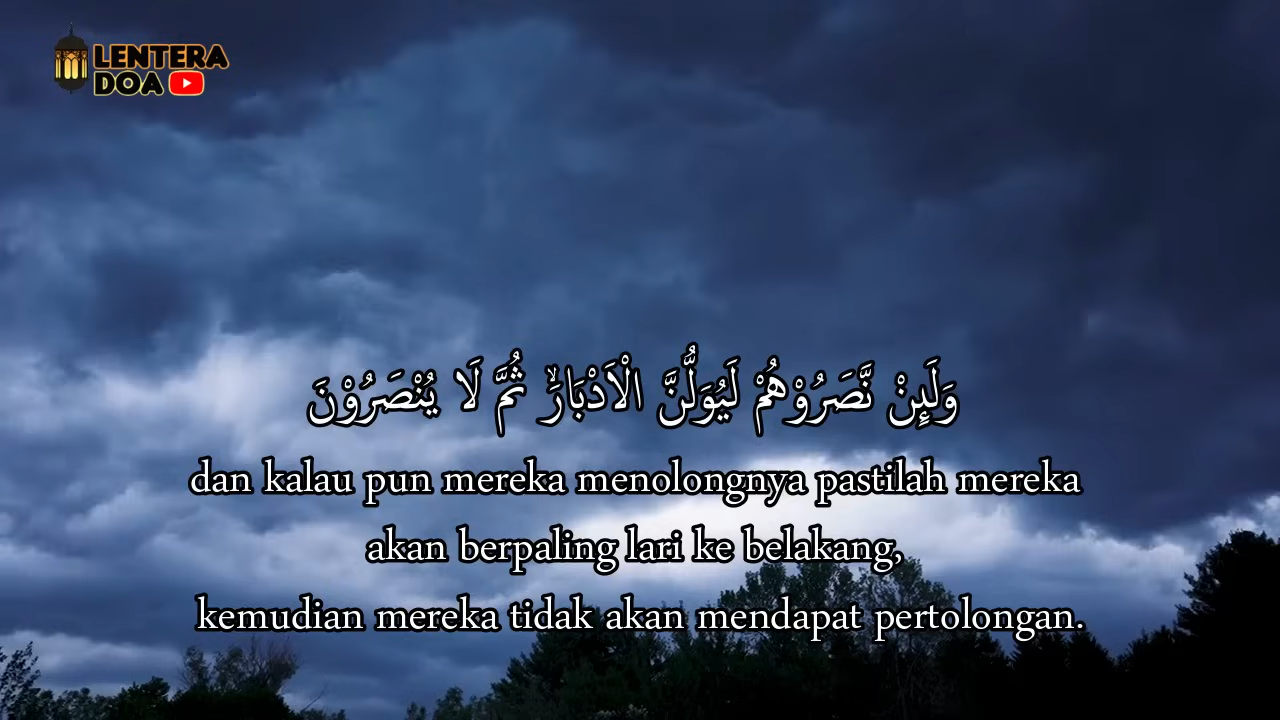 LENTERA
DOA
وَلَىِٕنْ نَّصَرُوْهُمْ لَيُوَلُّنَّ الْاَدْبَارَۙ ثُمَّ لَا يُنْصَرُوْنَ
dan kalau pun mereka menolongnya pastilah mereka
akan berpaling lari ke belakang,
kemudian mereka tidak akan mendapat pertolongan.